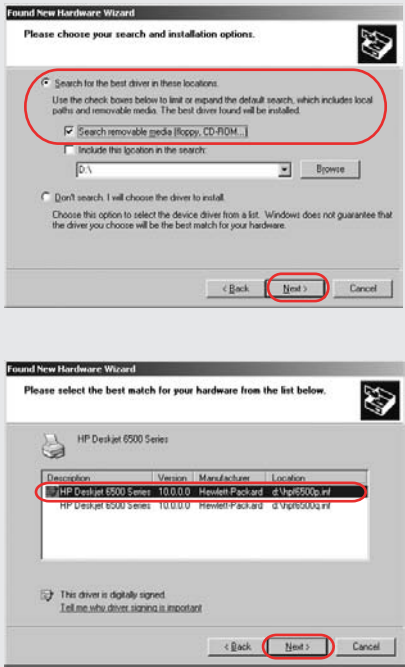 Found New Hardware Wizard
Please choose your search and installation options.
Search for the best driver in these locations.
Use the check boxes below to limit or expand the default search, which includes local
paths and removable media. The best driver found will be installed.
Search removable media (floppy, CD-ROM...)
Include this location in the search:
D:\
Browse
Don't search. I will choose the driver to install.
Choose this option to select the device driver from a list. Windows does not guarantee that
the driver you choose will be the best match for your hardware.
< Back Next > Cancel
Found New Hardware Wizard
Please select the best match for your hardware from the list below.
HP Deskjet 6500 Series
Description Version Manufacturer Location
HP Deskjet 6500 Series 10.0.0.0 Hewlett-Packard d:\hpf6500p.inf
HP Deskjet 6500 Series 10.0.0.0 Hewlett-Packard d:\hpf6500q.inf
This driver is digitally signed.
Tell me why driver signing is important
< Back Next > Cancel